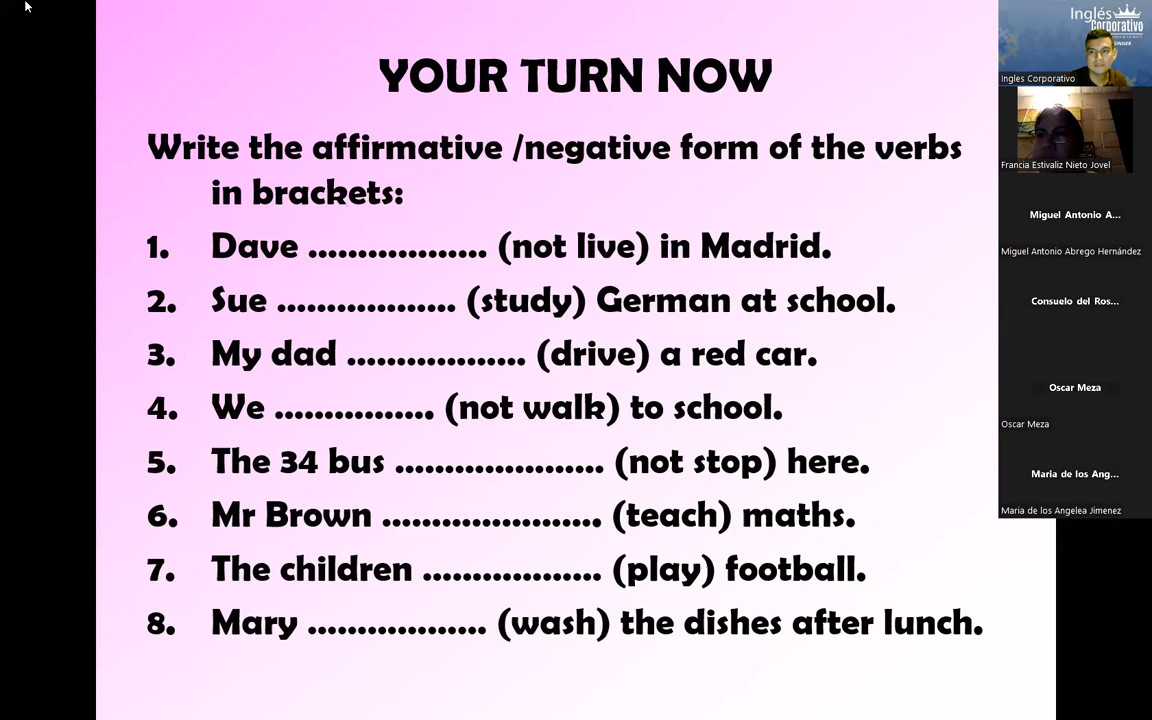 YOUR TURN NOW
Write the affirmative /negative form of the verbs
in brackets:
1. Dave .................. (not live) in Madrid.
2. Sue .................. (study) German at school.
3. My dad .................. (drive) a red car.
4. We ................ (not walk) to school.
5. The 34 bus ..................... (not stop) here.
6. Mr Brown ...................... (teach) maths.
7. The children .................. (play) football.
8. Mary .................. (wash) the dishes after lunch.
Inglés
Corporativo
Ingles Corporativo
Francia Estivaliz Nieto Jovel
Miguel Antonio A...
Miguel Antonio Abrego Hernández
Consuelo del Ros...
Oscar Meza
Oscar Meza
Maria de los Ang...
Maria de los Angelea Jimenez